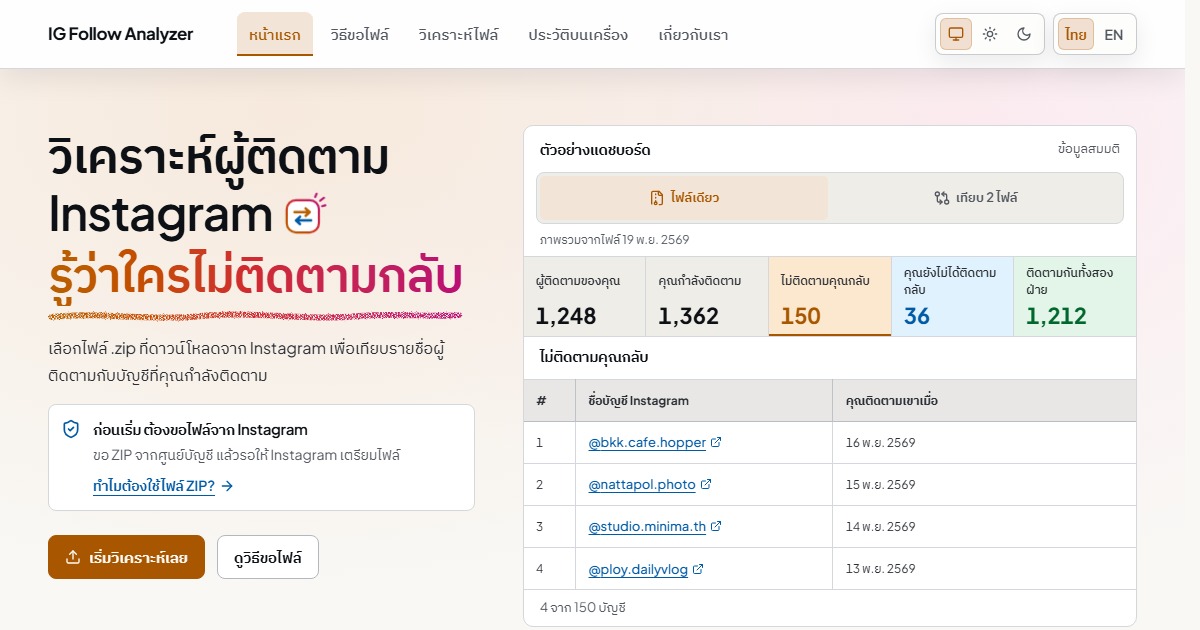 IG Follow Analyzer
หน้าแรก
วิธีขอไฟล์
วิเคราะห์ไฟล์
ประวัติบนเครื่อง
เกี่ยวกับเรา
ไทย
EN
วิเคราะห์ผู้ติดตาม
Instagram
รู้ว่าใครไม่ติดตามกลับ
เลือกไฟล์ .zip ที่ดาวน์โหลดจาก Instagram เพื่อเทียบรายชื่อผู้
ติดตามกับบัญชีที่คุณกำลังติดตาม
ก่อนเริ่ม ต้องขอไฟล์จาก Instagram
ขอ ZIP จากศูนย์บัญชี แล้วรอให้ Instagram เตรียมไฟล์
ทำไมต้องใช้ไฟล์ ZIP?
เริ่มวิเคราะห์เลย
ดูวิธีขอไฟล์
ตัวอย่างแดชบอร์ด
ข้อมูลสมมติ
ไฟล์เดียว
เทียบ 2 ไฟล์
ภาพรวมจากไฟล์ 19 พ.ย. 2569
ผู้ติดตามของคุณ
1,248
คุณกำลังติดตาม
1,362
ไม่ติดตามคุณกลับ
150
คุณยังไม่ได้ติดตาม
กลับ
36
ติดตามกันทั้งสอง
ฝ่าย
1,212
ไม่ติดตามคุณกลับ
# ชื่อบัญชี Instagram คุณติดตามเขาเมื่อ
1 @bkk.cafe.hopper 16 พ.ย. 2569
2 @nattapol.photo 15 พ.ย. 2569
3 @studio.minima.th 14 พ.ย. 2569
4 @ploy.dailyvlog 13 พ.ย. 2569
4 จาก 150 บัญชี